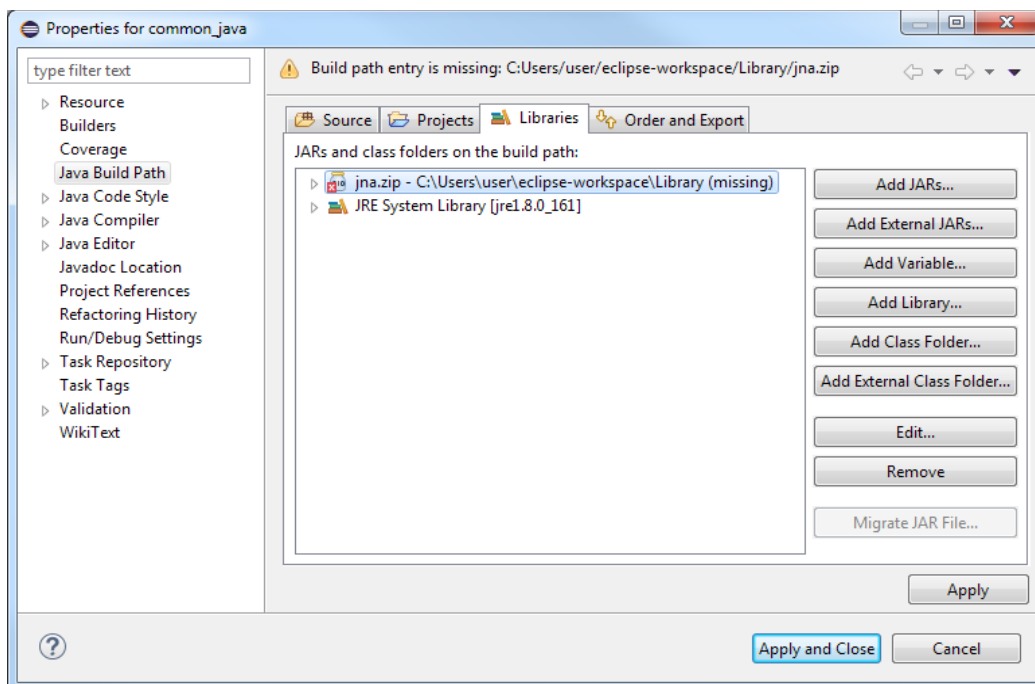 Properties for common_java
type filter text
Resource
Builders
Coverage
Java Build Path
Java Code Style
Java Compiler
Java Editor
Javadoc Location
Project References
Refactoring History
Run/Debug Settings
Task Repository
Task Tags
Validation
WikiText
Build path entry is missing: C:Users/user/eclipse-workspace/Library/jna.zip
Source Projects Libraries Order and Export
JARs and class folders on the build path:
jna.zip - C:\Users\user\eclipse-workspace\Library (missing)
JRE System Library [jre1.8.0_161]
Add JARs...
Add External JARs...
Add Variable...
Add Library...
Add Class Folder...
Add External Class Folder...
Edit...
Remove
Migrate JAR File...
Apply
?
Apply and Close Cancel